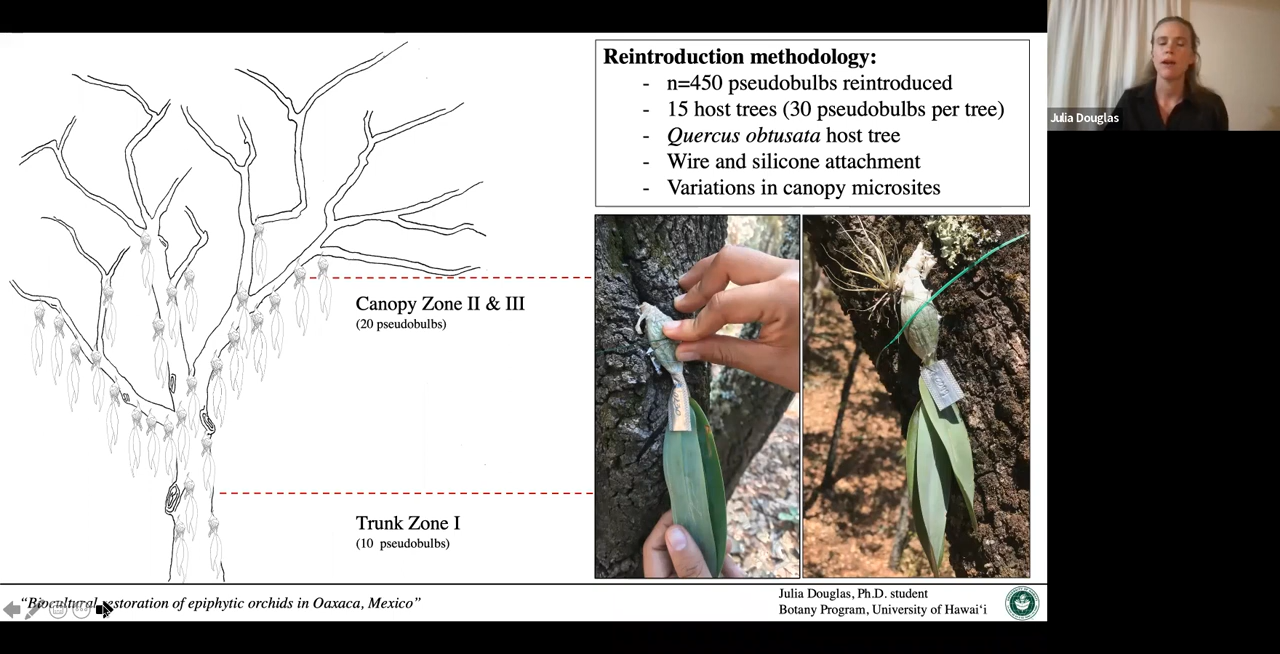 Reintroduction methodology:
- n=450 pseudobulbs reintroduced
- 15 host trees (30 pseudobulbs per tree)
- Quercus obtusata host tree
- Wire and silicone attachment
- Variations in canopy microsites
Julia Douglas
Canopy Zone II & III
(20 pseudobulbs)
Trunk Zone I
(10 pseudobulbs)
“Biocultural restoration of epiphytic orchids in Oaxaca, Mexico”
Julia Douglas, Ph.D. student
Botany Program, University of Hawai‘i